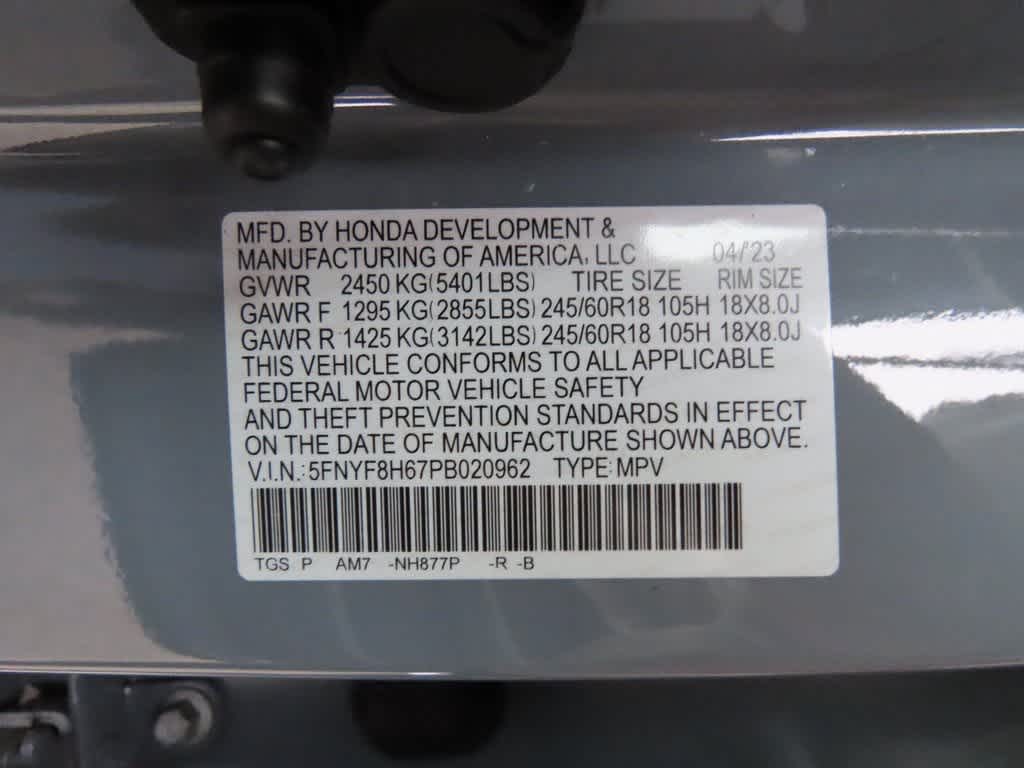 MFD. BY HONDA DEVELOPMENT &
MANUFACTURING OF AMERICA, LLC 04/'23
GVWR 2450 KG(5401LBS) TIRE SIZE RIM SIZE
GAWR F 1295 KG(2855LBS) 245/60R18 105H 18X8.0J
GAWR R 1425 KG(3142LBS) 245/60R18 105H 18X8.0J
THIS VEHICLE CONFORMS TO ALL APPLICABLE
FEDERAL MOTOR VEHICLE SAFETY
AND THEFT PREVENTION STANDARDS IN EFFECT
ON THE DATE OF MANUFACTURE SHOWN ABOVE.
V.I.N.: 5FNYF8H67PB020962 TYPE: MPV
TGS P AM7 -NH877P -R -B